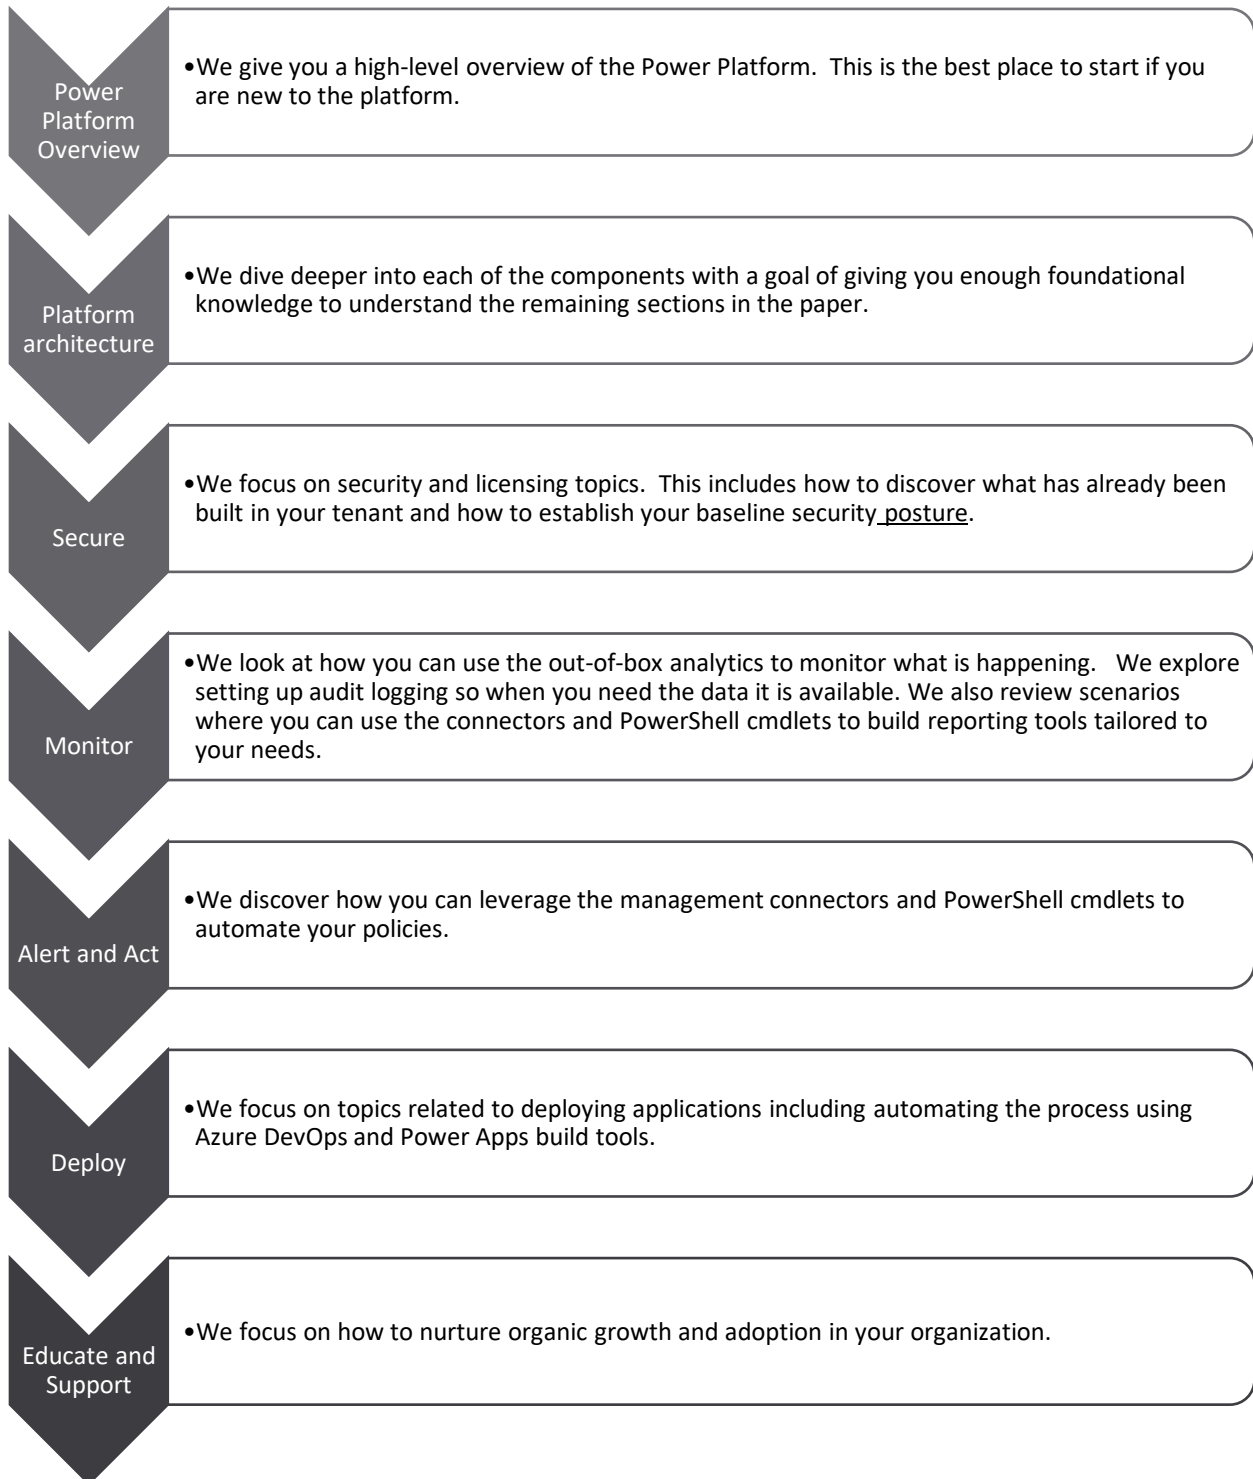 Power
Platform
Overview
•We give you a high-level overview of the Power Platform.  This is the best place to start if you
are new to the platform.
Platform
architecture
•We dive deeper into each of the components with a goal of giving you enough foundational
knowledge to understand the remaining sections in the paper.
Secure
•We focus on security and licensing topics.  This includes how to discover what has already been
built in your tenant and how to establish your baseline security posture.
Monitor
•We look at how you can use the out-of-box analytics to monitor what is happening.   We explore
setting up audit logging so when you need the data it is available. We also review scenarios
where you can use the connectors and PowerShell cmdlets to build reporting tools tailored to
your needs.
Alert and Act
•We discover how you can leverage the management connectors and PowerShell cmdlets to
automate your policies.
Deploy
•We focus on topics related to deploying applications including automating the process using
Azure DevOps and Power Apps build tools.
Educate and
Support
•We focus on how to nurture organic growth and adoption in your organization.